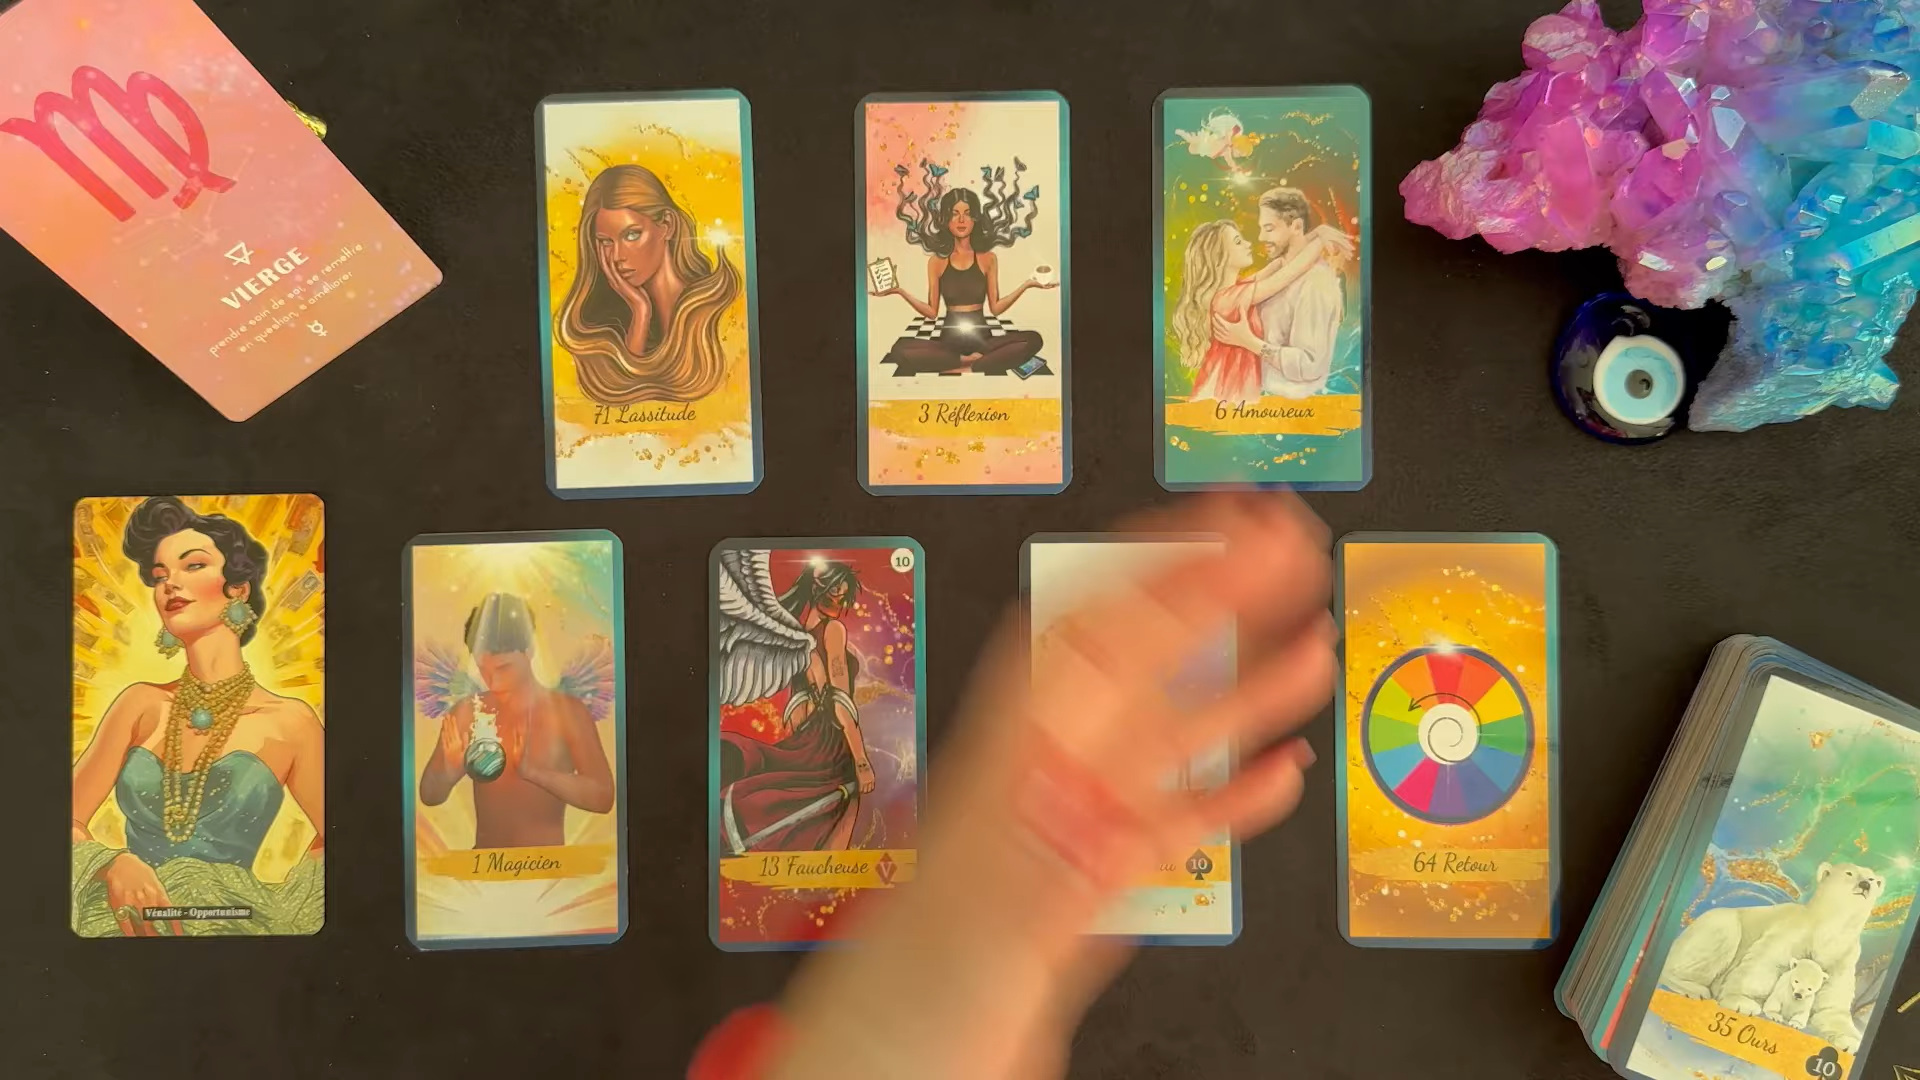 VIERGE
prendre soin de soi, se remettre
en question, s'améliorer
71 Lassitude
3 Réflexion
6 Amoureux
Vénalité - Opportunisme
1 Magicien
10
13 Faucheuse V
10
64 Retour
35 Ours
10